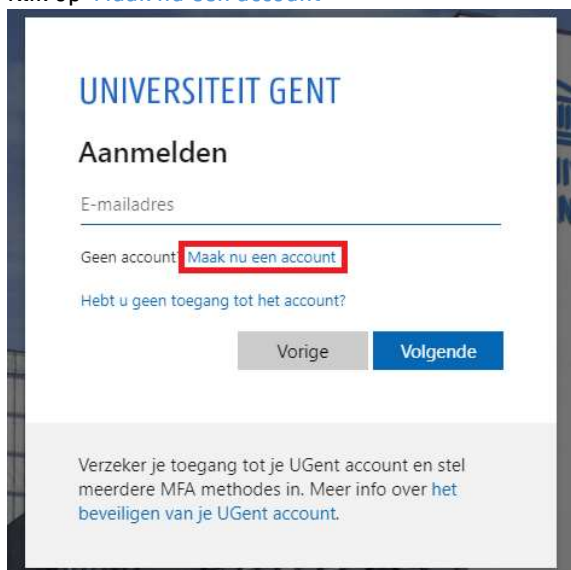 UNIVERSITEIT GENT
Aanmelden
E-mailadres
Geen account? Maak nu een account
Hebt u geen toegang tot het account?
Vorige
Volgende
Verzeker je toegang tot je UGent account en stel
meerdere MFA methodes in. Meer info over het
beveiligen van je UGent account.